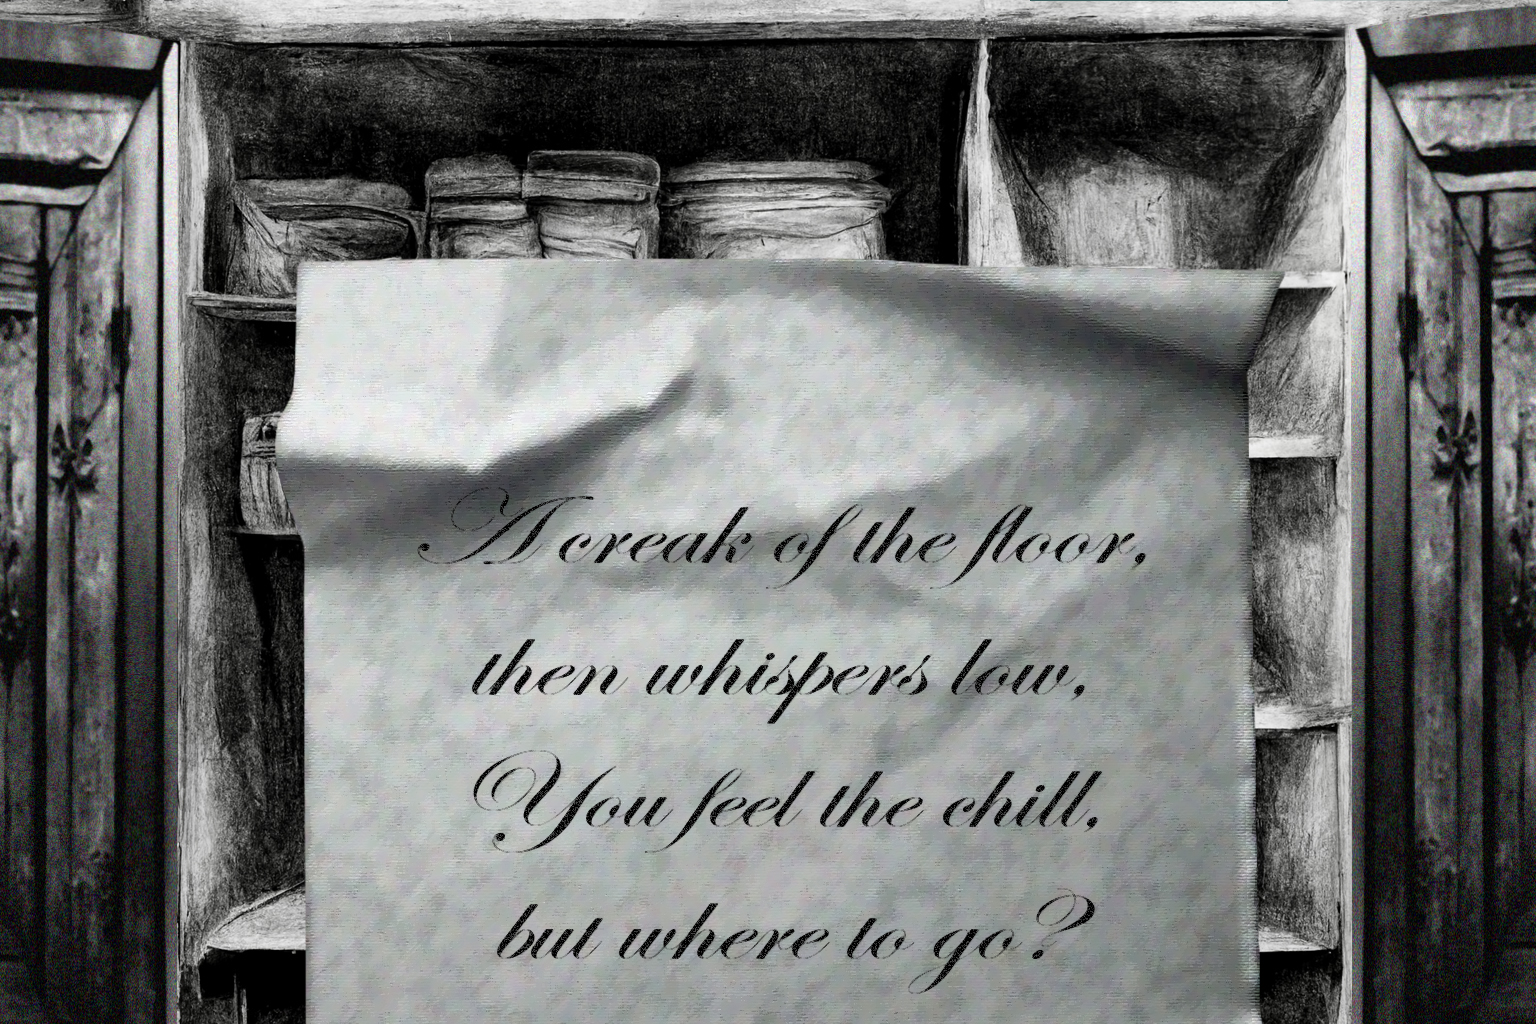 A creak of the floor,
then whispers low,
You feel the chill,
but where to go?